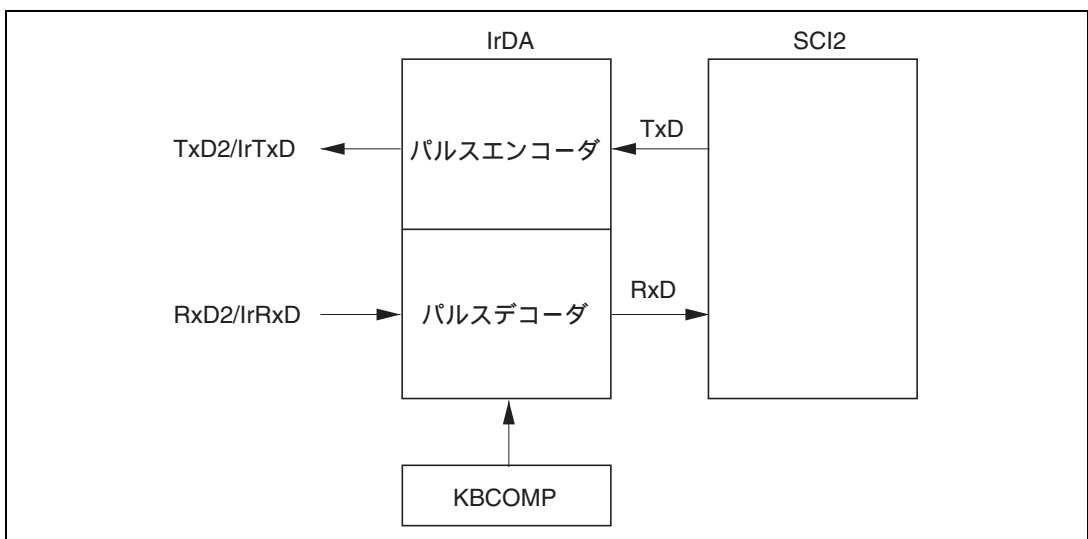 IrDA
SCI2
TxD2/IrTxD
パルスエンコーダ
TxD
RxD2/IrRxD
パルスデコーダ
RxD
KBCOMP